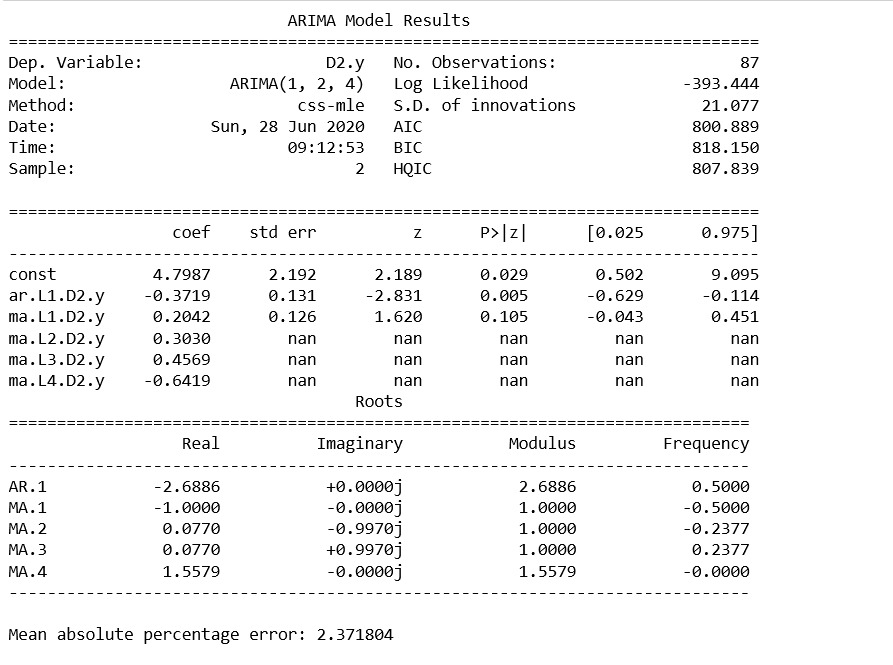 ARIMA Model Results
==============================================================================
Dep. Variable: D2.y No. Observations: 87
Model: ARIMA(1, 2, 4) Log Likelihood -393.444
Method: css-mle S.D. of innovations 21.077
Date: Sun, 28 Jun 2020 AIC 800.889
Time: 09:12:53 BIC 818.150
Sample: 2 HQIC 807.839
==============================================================================
coef std err z P>|z| [0.025 0.975]
------------------------------------------------------------------------------
const 4.7987 2.192 2.189 0.029 0.502 9.095
ar.L1.D2.y -0.3719 0.131 -2.831 0.005 -0.629 -0.114
ma.L1.D2.y 0.2042 0.126 1.620 0.105 -0.043 0.451
ma.L2.D2.y 0.3030 nan nan nan nan nan
ma.L3.D2.y 0.4569 nan nan nan nan nan
ma.L4.D2.y -0.6419 nan nan nan nan nan
Roots
=============================================================================
Real Imaginary Modulus Frequency
-----------------------------------------------------------------------------
AR.1 -2.6886 +0.0000j 2.6886 0.5000
MA.1 -1.0000 -0.0000j 1.0000 -0.5000
MA.2 0.0770 -0.9970j 1.0000 -0.2377
MA.3 0.0770 +0.9970j 1.0000 0.2377
MA.4 1.5579 -0.0000j 1.5579 -0.0000
-----------------------------------------------------------------------------
Mean absolute percentage error: 2.371804